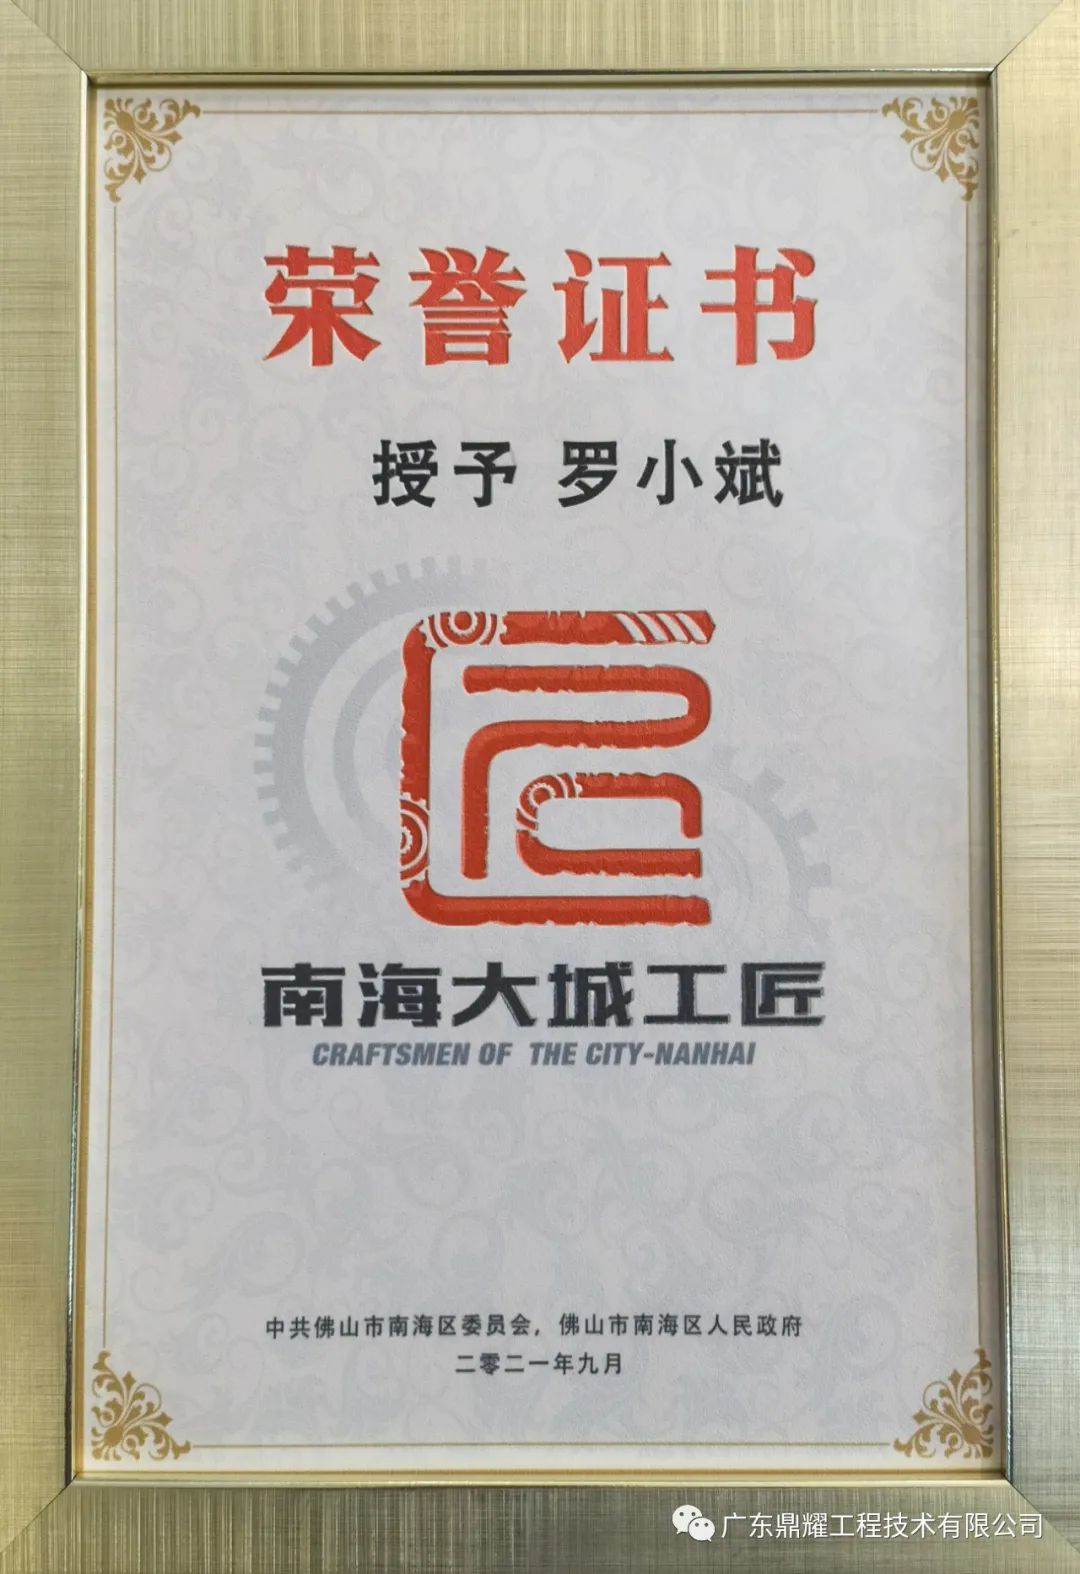 荣誉证书
授予 罗小斌
南海大城工匠
CRAFTSMEN OF THE CITY-NANHAI
中共佛山市南海区委员会，佛山市南海区人民政府
二零二一年九月
广东鼎耀工程技术有限公司